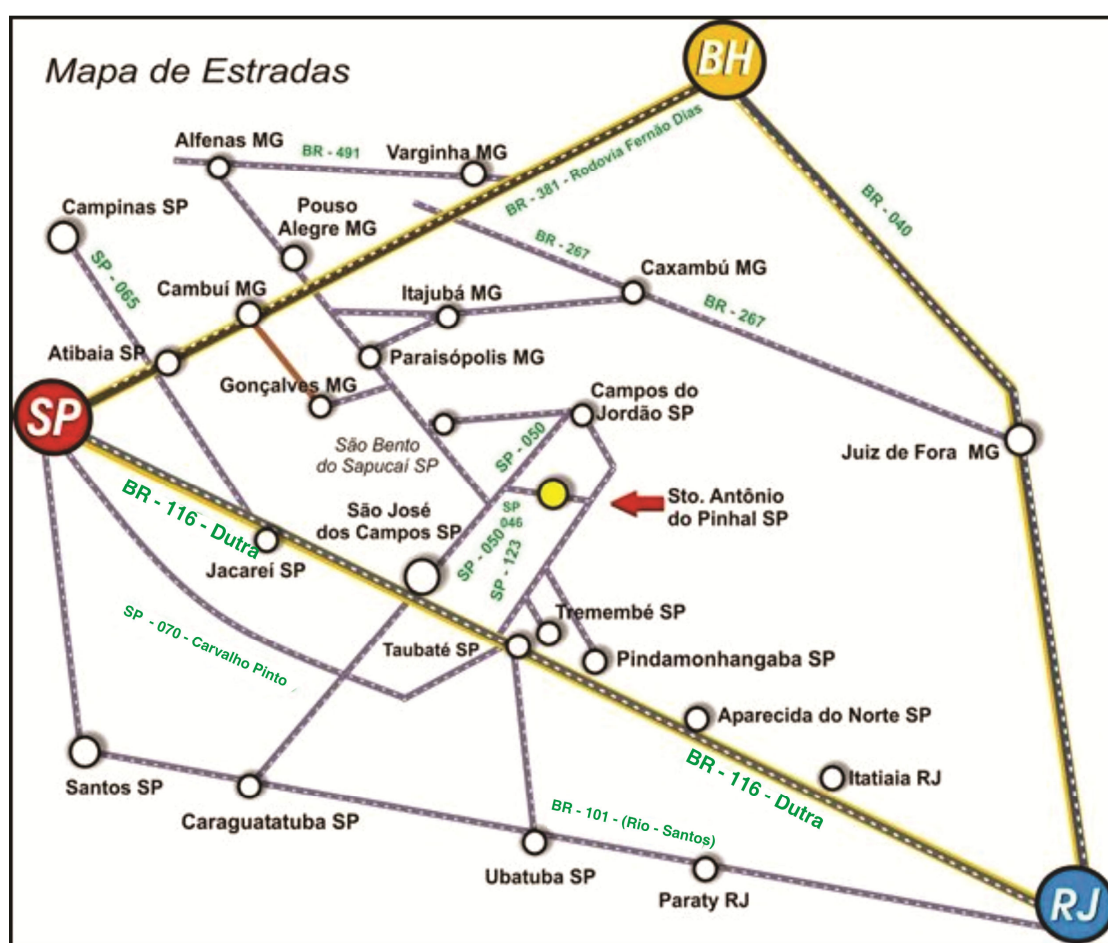 Mapa de Estradas
BH
Alfenas MG
BR - 491
Varginha MG
BR - 381 - Rodovia Fernão Dias
BR - 040
Campinas SP
Pouso
Alegre MG
SP - 065
BR - 267
Caxambú MG
Cambuí MG
Itajubá MG
BR - 267
Atibaia SP
Paraisópolis MG
Gonçalves MG
Campos do
Jordão SP
SP
São Bento
do Sapucaí SP
SP - 050
Juiz de Fora MG
BR - 116 - Dutra
São José
dos Campos SP
SP
046
SP - 050
SP - 123
Sto. Antônio
do Pinhal SP
Jacareí SP
SP - 070 - Carvalho Pinto
Tremembé SP
Taubaté SP
Pindamonhangaba SP
Aparecida do Norte SP
BR - 116 - Dutra
Itatiaia RJ
Santos SP
Caraguatatuba SP
BR - 101 - (Rio - Santos)
Ubatuba SP
Paraty RJ
RJ